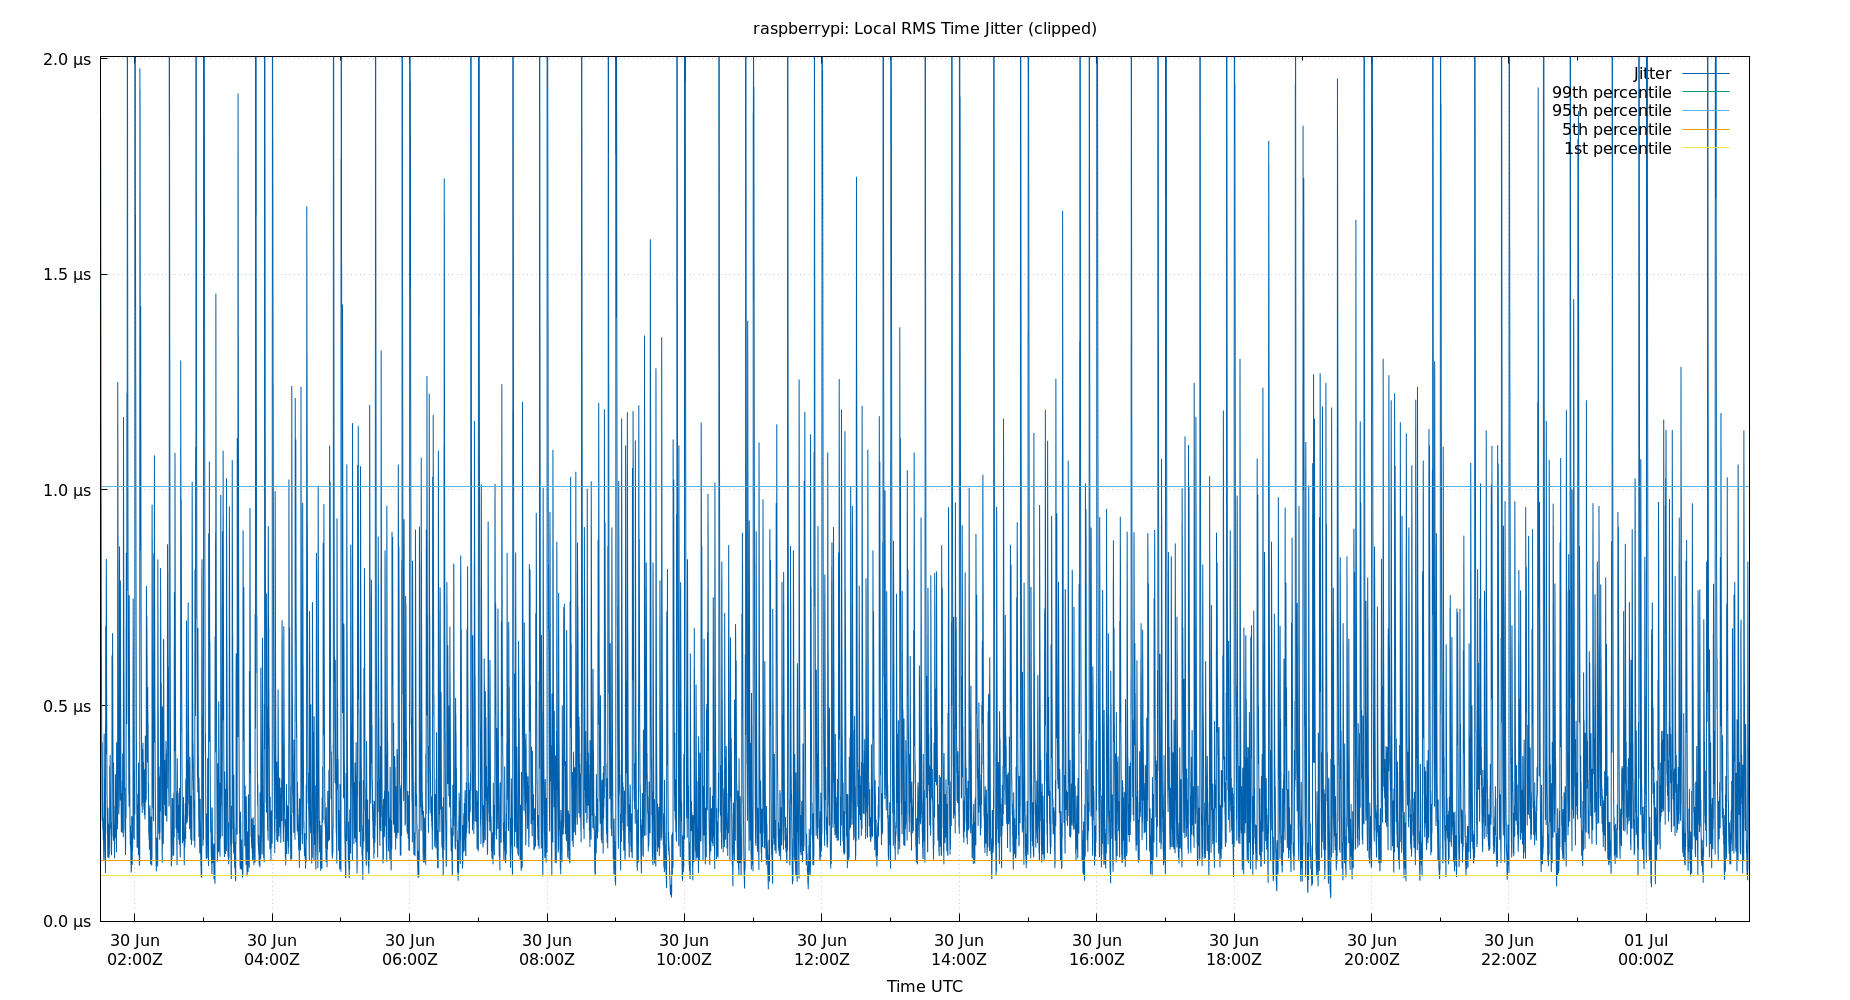 raspberrypi: Local RMS Time Jitter (clipped)
2.0 µs
1.5 µs
1.0 µs
0.5 µs
0.0 µs
Jitter
99th percentile
95th percentile
5th percentile
1st percentile
30 Jun 30 Jun 30 Jun 30 Jun 30 Jun 30 Jun 30 Jun 30 Jun 30 Jun 30 Jun 30 Jun 01 Jul
02:00Z 04:00Z 06:00Z 08:00Z 10:00Z 12:00Z 14:00Z 16:00Z 18:00Z 20:00Z 22:00Z 00:00Z
Time UTC